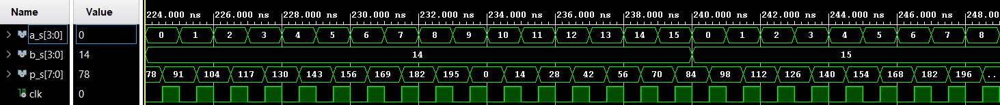 Name Value 224.000 ns 226.000 ns 228.000 ns 230.000 ns 232.000 ns 234.000 ns 236.000 ns 238.000 ns 240.000 ns 242.000 ns 244.000 ns 246.000 ns 248.00
a_s[3:0] 0 0 1 2 3 4 5 6 7 8 9 10 11 12 13 14 15 0 1 2 3 4 5 6 7 8
b_s[3:0] 14 14 15
p_s[7:0] 78 78 91 104 117 130 143 156 169 182 195 0 14 28 42 56 70 84 98 112 126 140 154 168 182 196 ..
clk 0